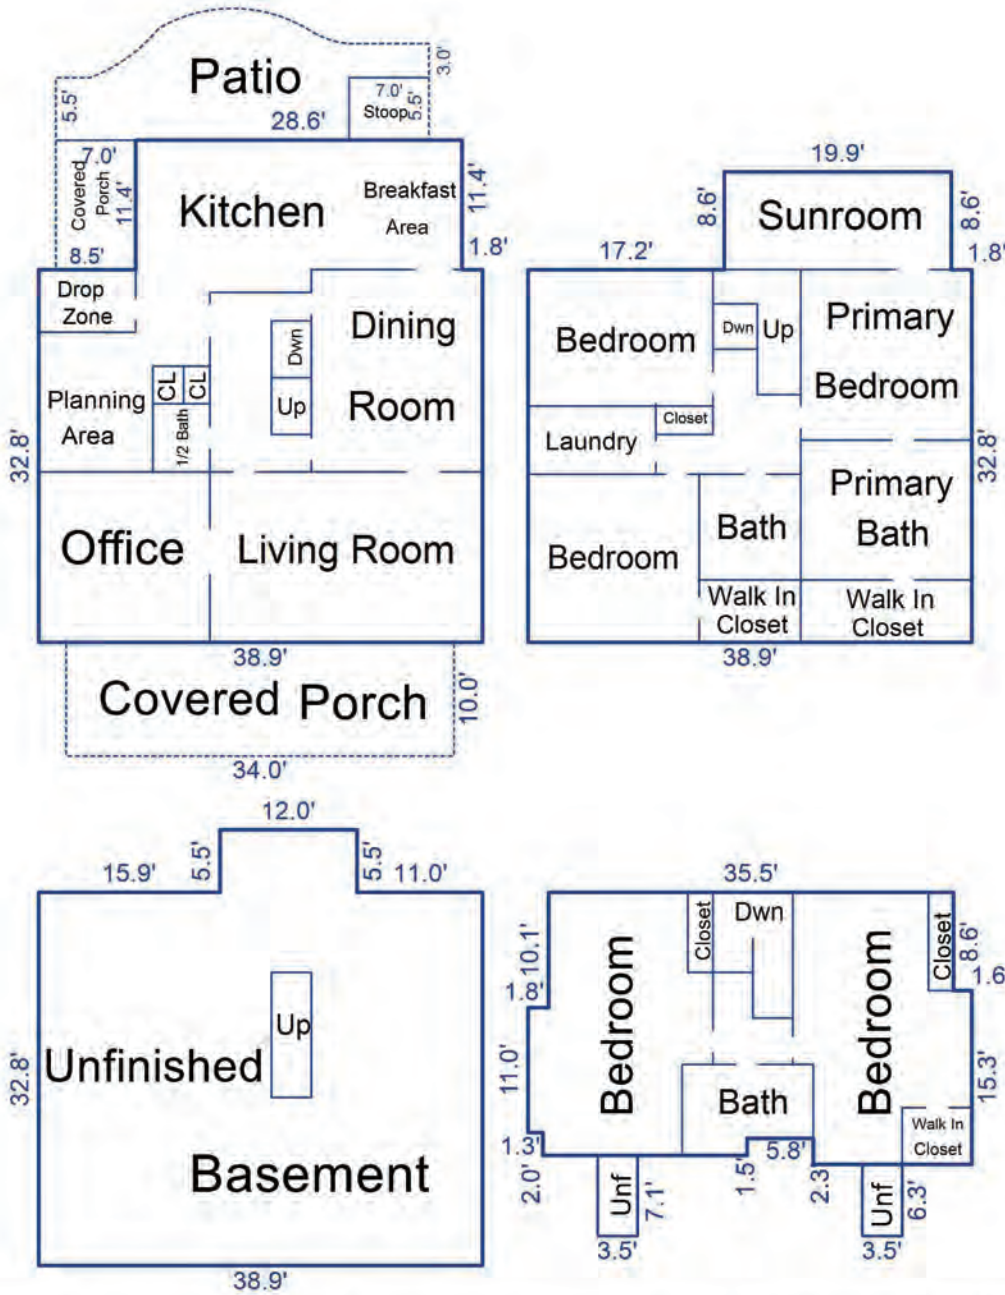 Patio
3.0'
5.5'
7.0'
5.5'
Stoop
28.6'
7.0'
Covered
Porch
11.4'
Kitchen
Breakfast
Area
11.4'
8.5'
1.8'
Drop
Zone
Dining
Room
Dwn
Up
CL
CL
Planning
Area
1/2 Bath
32.8'
Office
Living Room
38.9'
Covered Porch
10.0'
34.0'
19.9'
8.6'
Sunroom
8.6'
17.2'
1.8'
Bedroom
Dwn
Up
Primary
Bedroom
Closet
Laundry
32.8'
Primary
Bath
Bath
Bedroom
Walk In
Closet
Walk In
Closet
38.9'
12.0'
15.9'
5.5'
5.5'
11.0'
Up
Unfinished
32.8'
Basement
38.9'
35.5'
Closet
Dwn
Closet
8.6'
10.1'
1.8'
1.6'
Bedroom
Bedroom
11.0'
15.3'
Bath
Walk In
Closet
1.3'
5.8'
2.0'
Unf
7.1'
1.5'
2.3'
Unf
6.3'
3.5'
3.5'